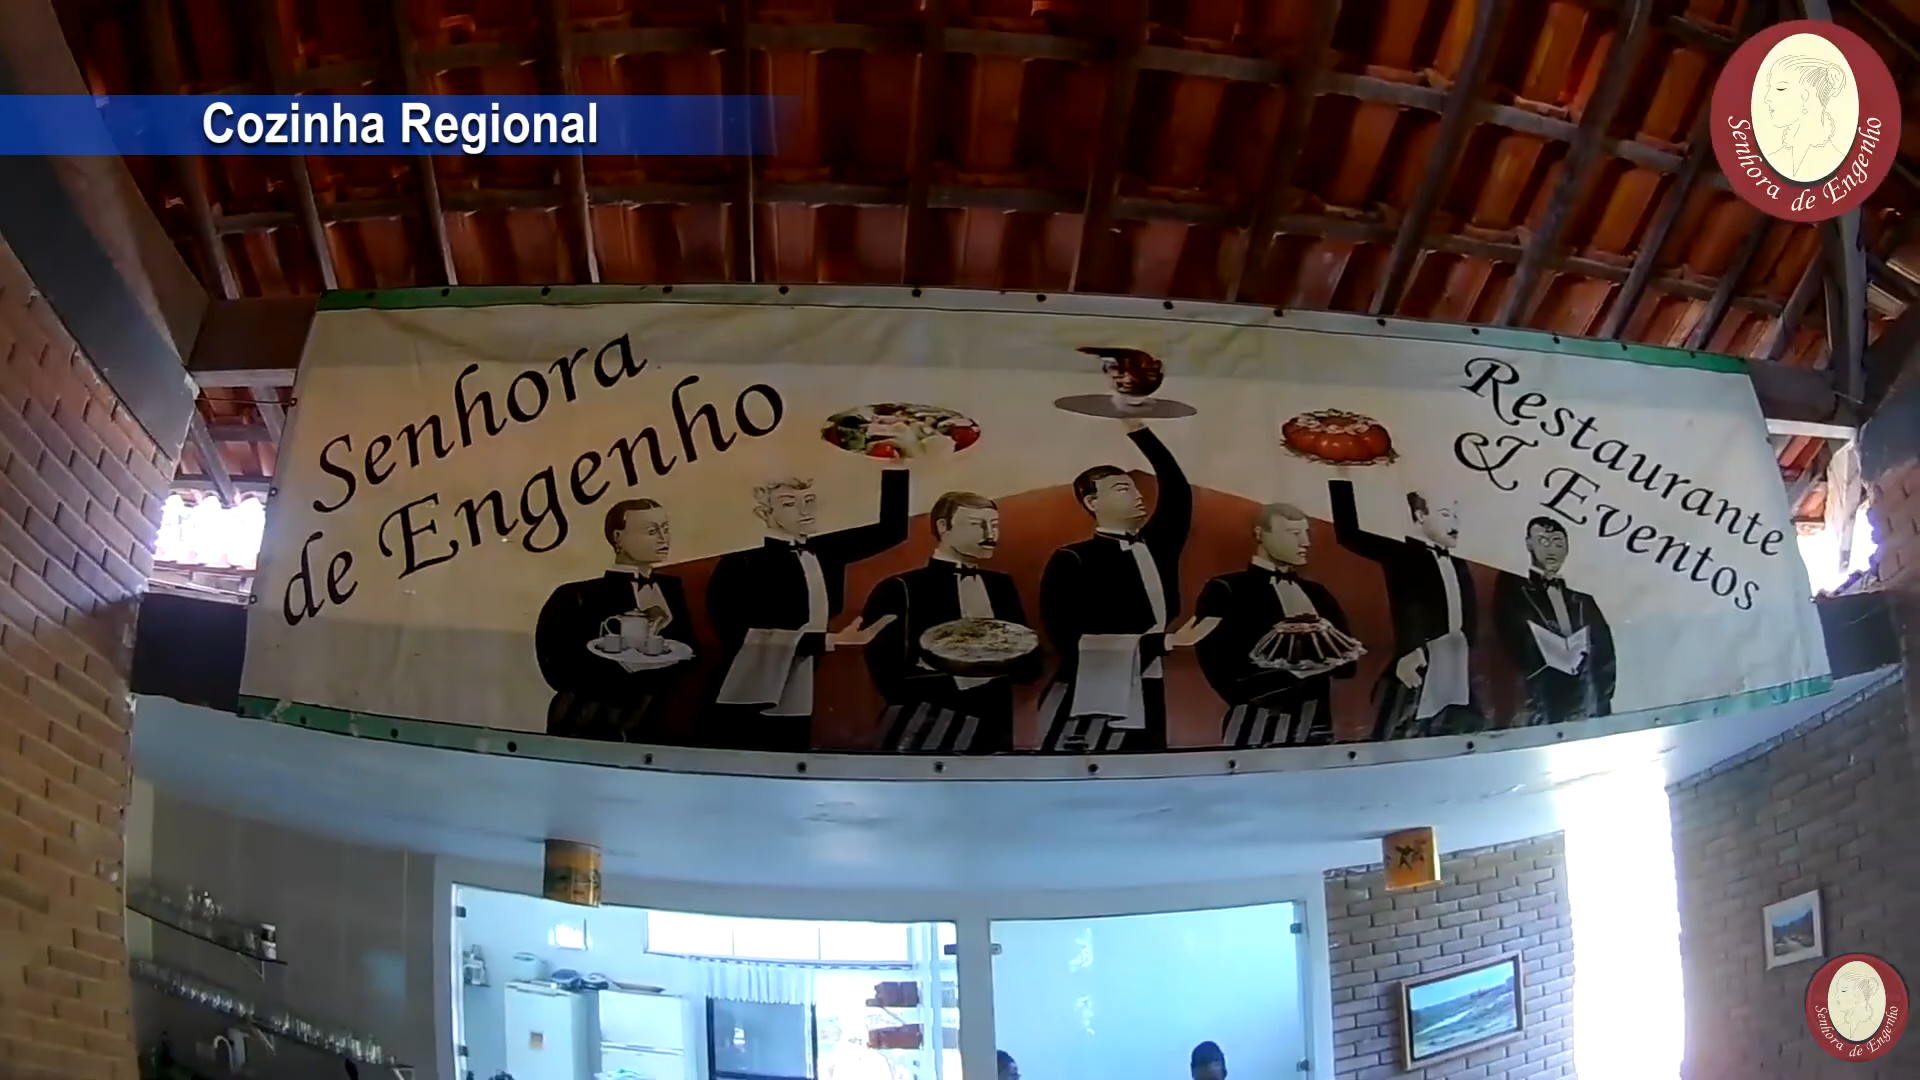 Cozinha Regional
Senhora de Engenho
Senhora
de Engenho
Restaurante
& Eventos
Senhora de Engenho